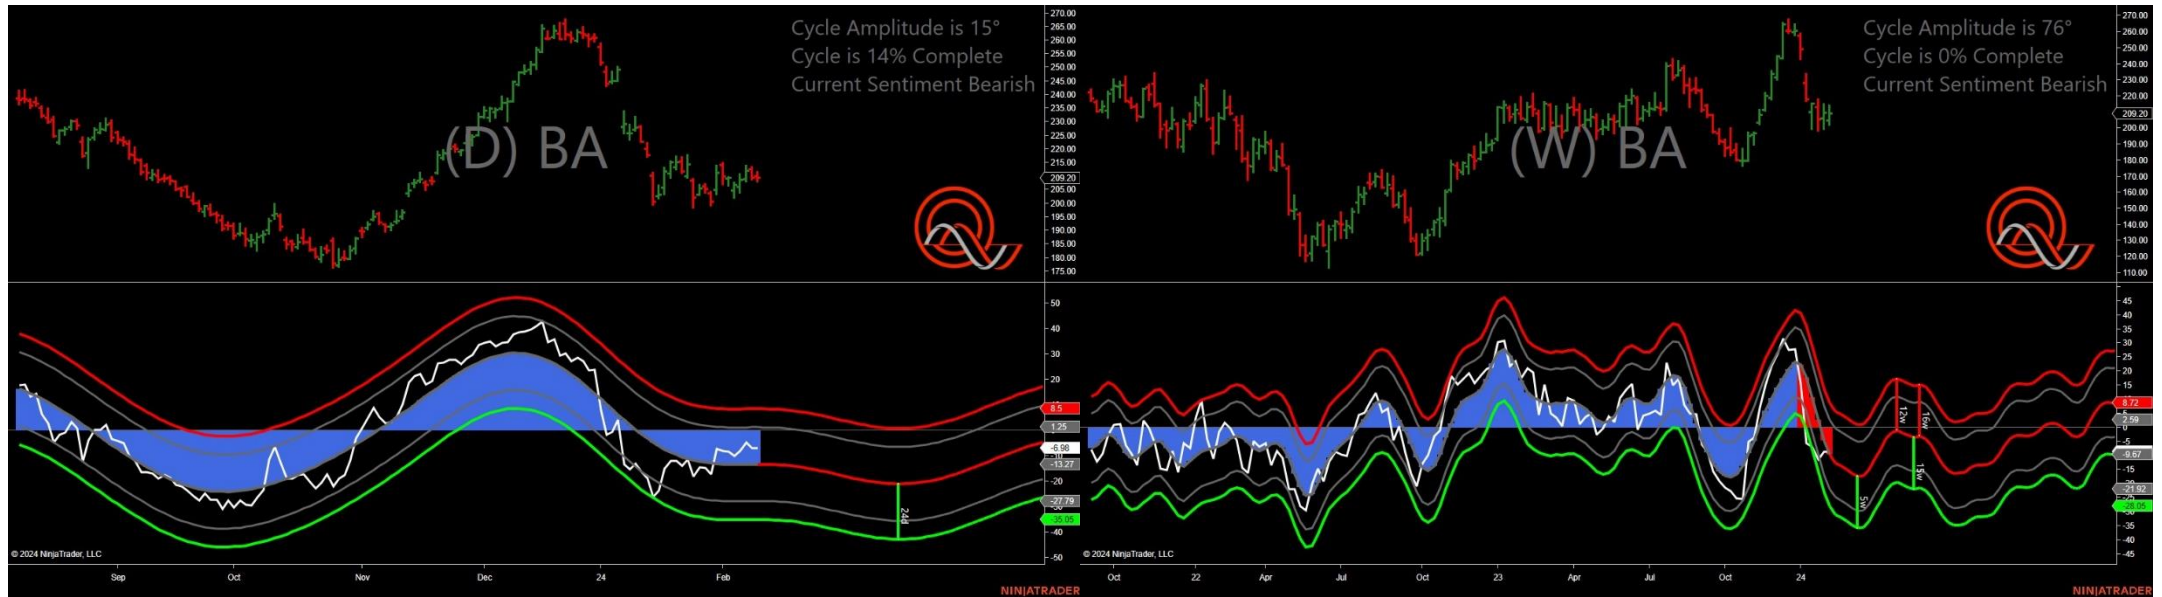 Cycle Amplitude is 15°
Cycle is 14% Complete
Current Sentiment Bearish
(D) BA
270.00
265.00
260.00
255.00
250.00
245.00
240.00
235.00
230.00
225.00
220.00
215.00
209.20
205.00
200.00
195.00
190.00
185.00
180.00
175.00
50
40
30
20
8.5
1.25
-6.98
-13.27
-20
-27.79
-35.05
-40
-50
24d
© 2024 NinjaTrader, LLC
Sep
Oct
Nov
Dec
24
Feb
NINJATRADER
Cycle Amplitude is 76°
Cycle is 0% Complete
Current Sentiment Bearish
(W) BA
270.00
260.00
250.00
240.00
230.00
220.00
209.20
200.00
190.00
180.00
170.00
160.00
150.00
140.00
130.00
120.00
110.00
45
40
35
30
25
20
15
8.72
2.59
0
-5
-9.67
-15
-21.92
-28.05
-35
-40
-45
12w
16w
15w
5w
© 2024 NinjaTrader, LLC
Oct
22
Apr
Jul
Oct
23
Apr
Jul
Oct
24
NINJATRADER